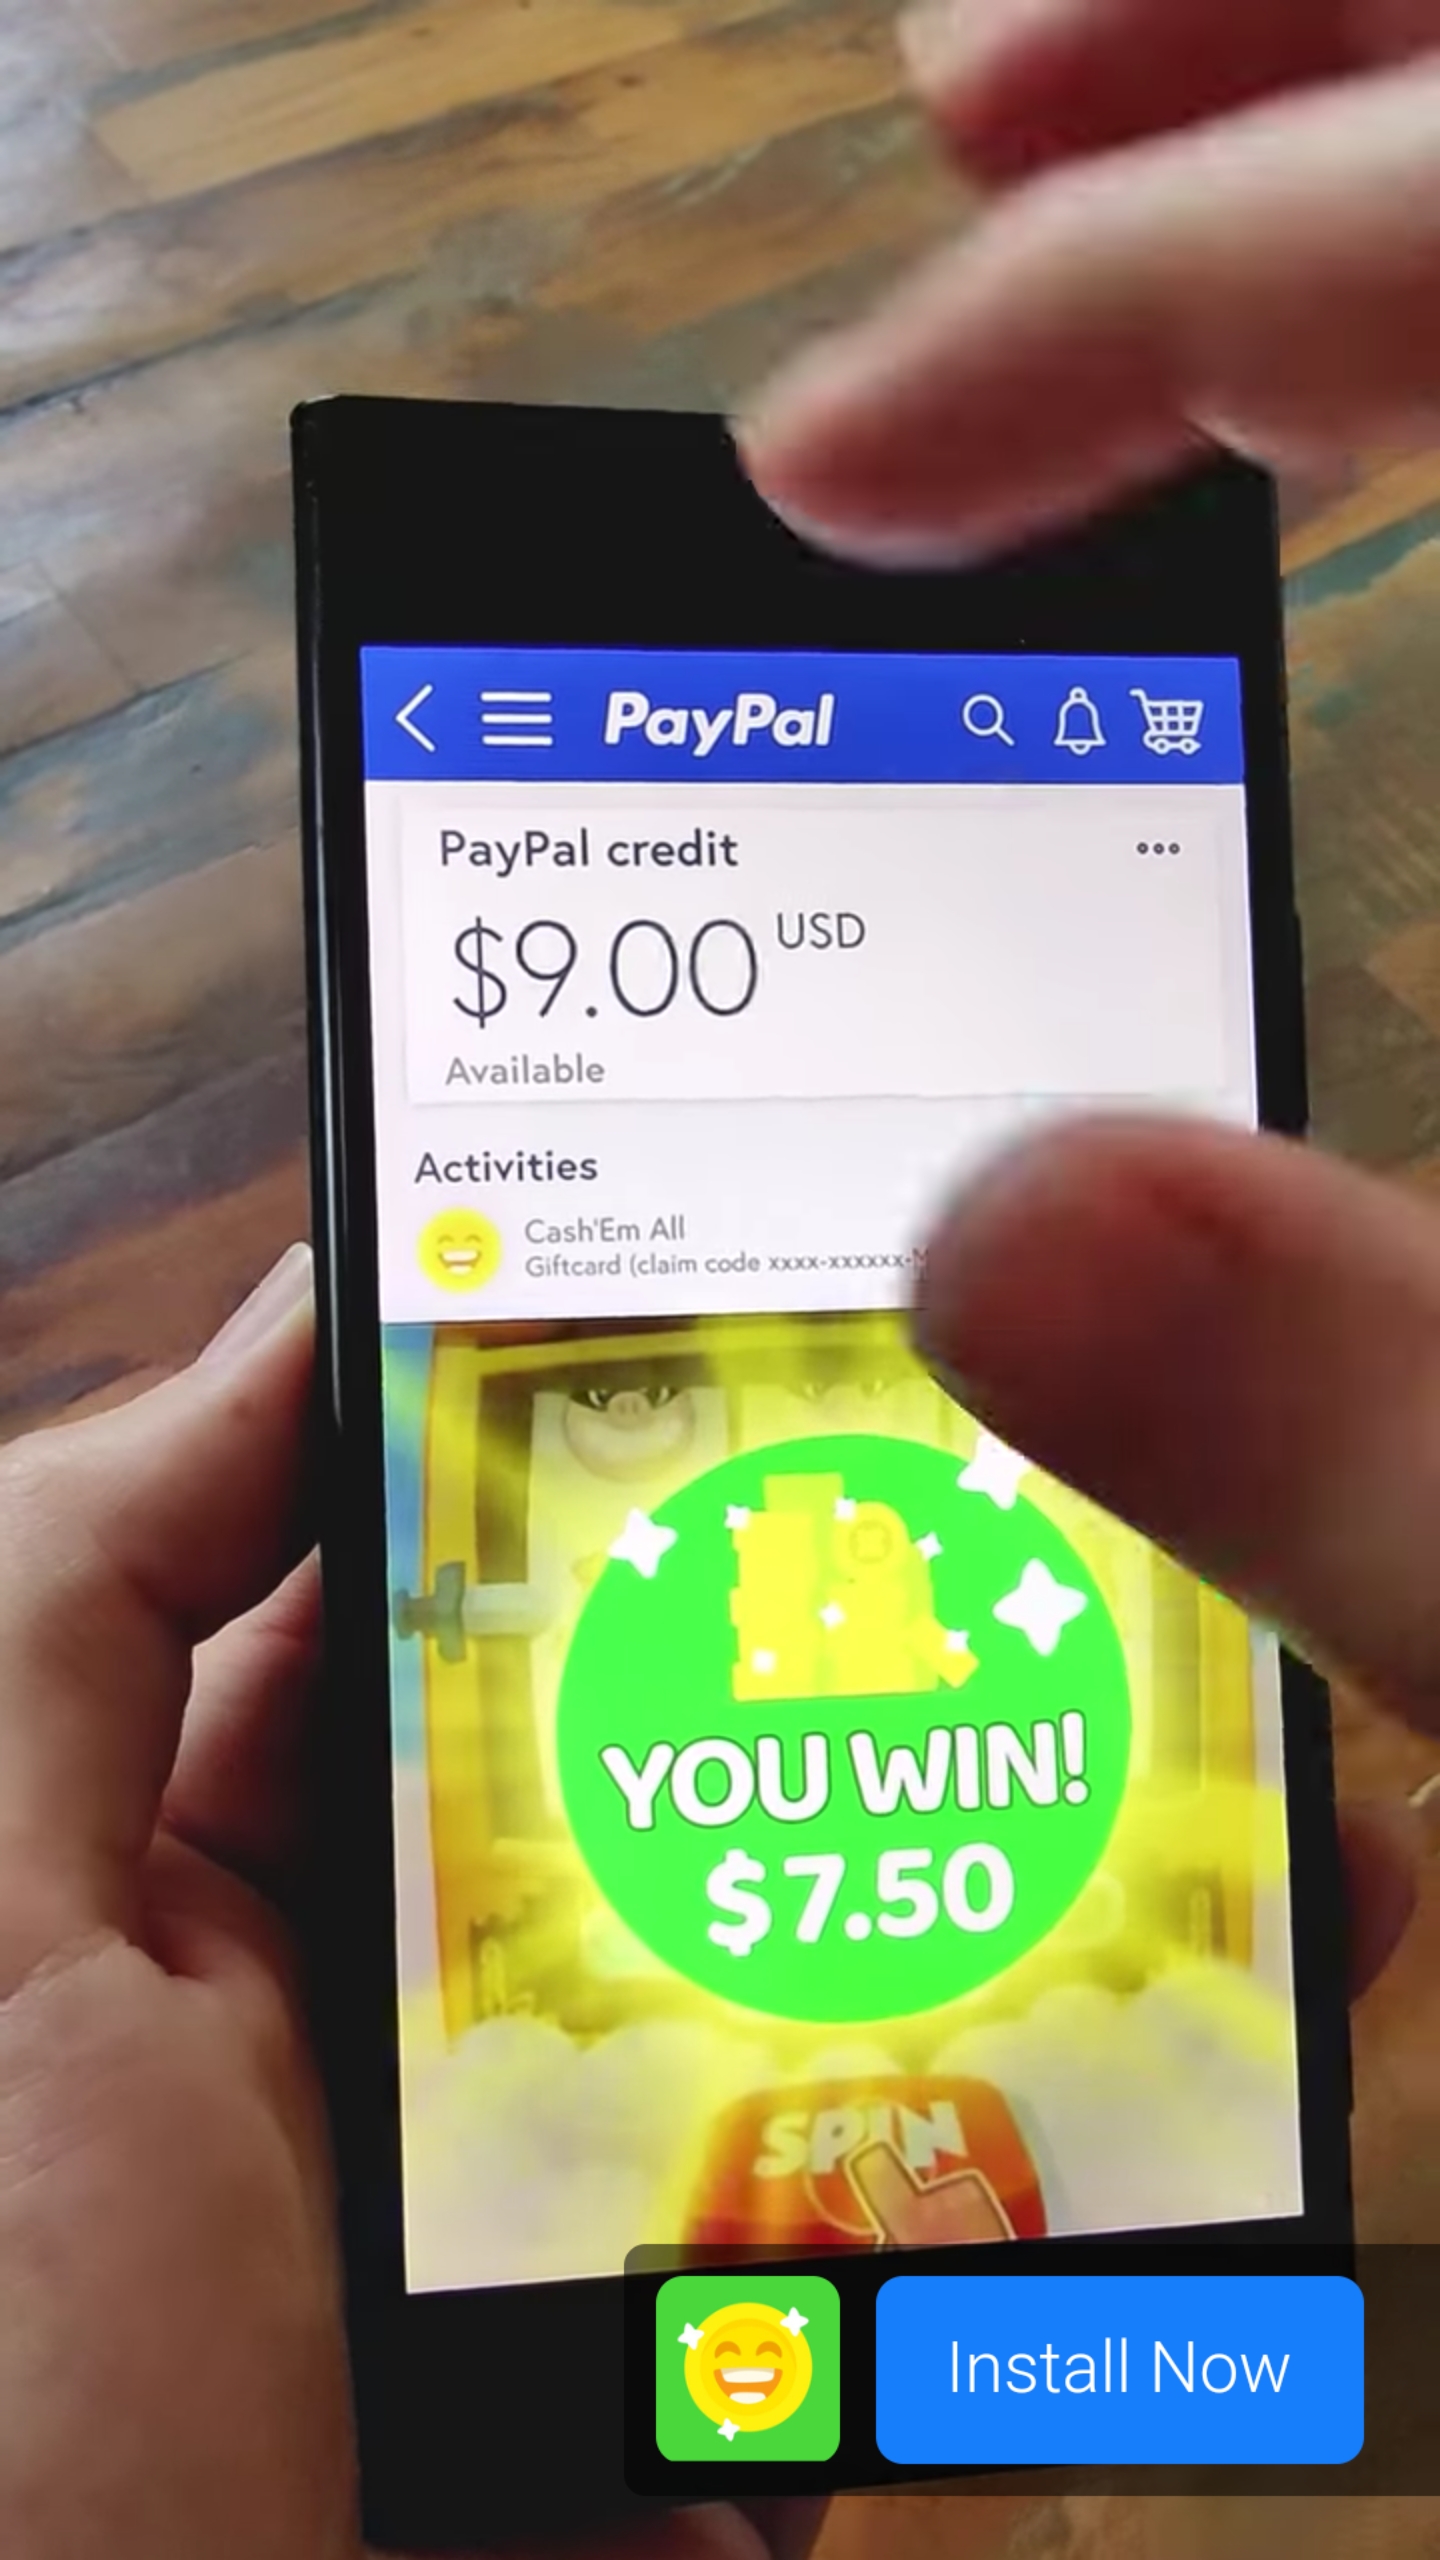 PayPal
PayPal credit
$9.00 USD
Available
Activities
Cash'Em All
Giftcard (claim code xxxx-xxxxxx-M
YOU WIN!
$7.50
SPIN
Install Now